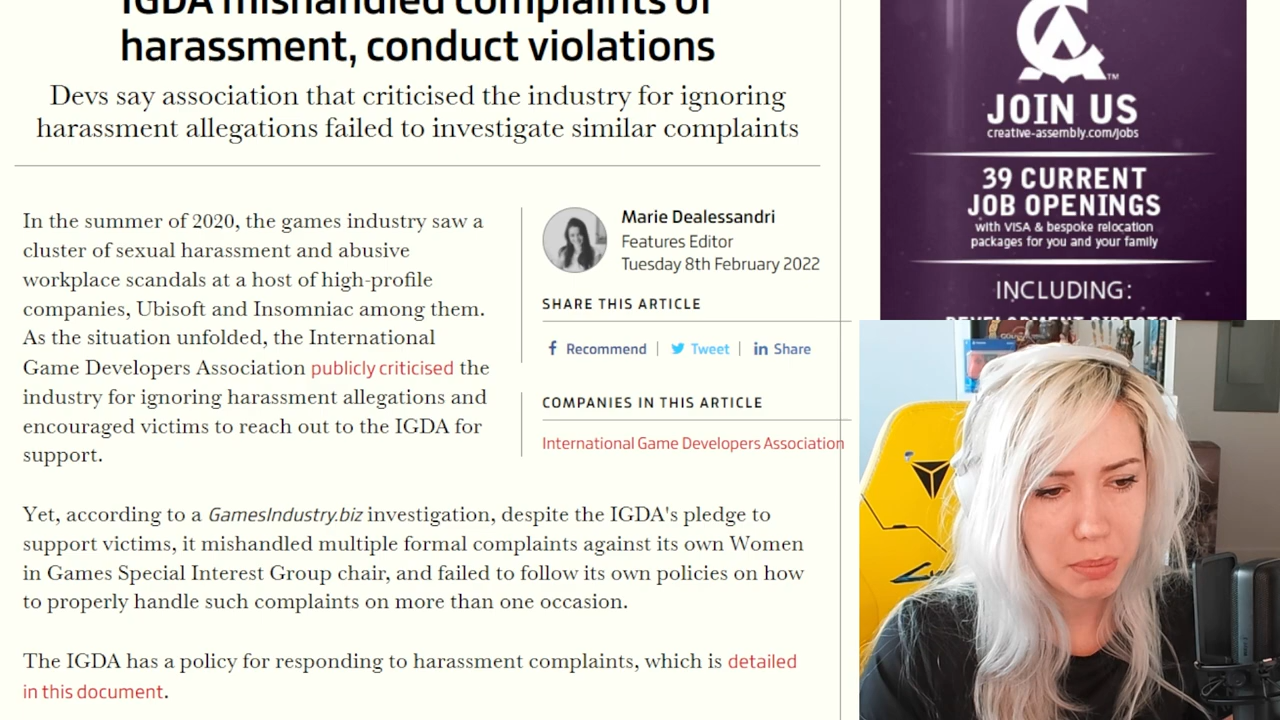 IGDA mishandled complaints of
harassment, conduct violations
Devs say association that criticised the industry for ignoring
harassment allegations failed to investigate similar complaints
In the summer of 2020, the games industry saw a
cluster of sexual harassment and abusive
workplace scandals at a host of high-profile
companies, Ubisoft and Insomniac among them.
As the situation unfolded, the International
Game Developers Association publicly criticised the
industry for ignoring harassment allegations and
encouraged victims to reach out to the IGDA for
support.
Marie Dealessandri
Features Editor
Tuesday 8th February 2022
SHARE THIS ARTICLE
Recommend
Tweet
Share
COMPANIES IN THIS ARTICLE
International Game Developers Association
Yet, according to a GamesIndustry.biz investigation, despite the IGDA's pledge to
support victims, it mishandled multiple formal complaints against its own Women
in Games Special Interest Group chair, and failed to follow its own policies on how
to properly handle such complaints on more than one occasion.
The IGDA has a policy for responding to harassment complaints, which is detailed
in this document.
CA™
JOIN US
creative-assembly.com/jobs
39 CURRENT
JOB OPENINGS
with VISA & bespoke relocation
packages for you and your family
INCLUDING:
DEVELOPMENT DIRECTOR